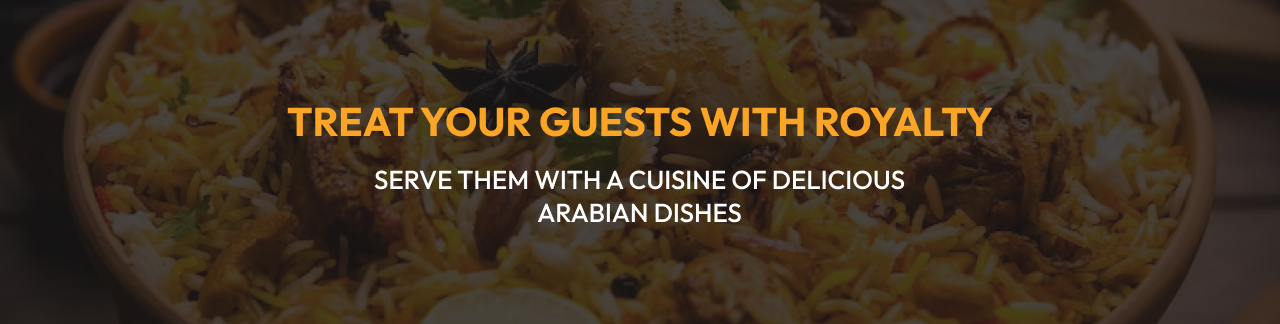 TREAT YOUR GUESTS WITH ROYALTY
SERVE THEM WITH A CUISINE OF DELICIOUS
ARABIAN DISHES